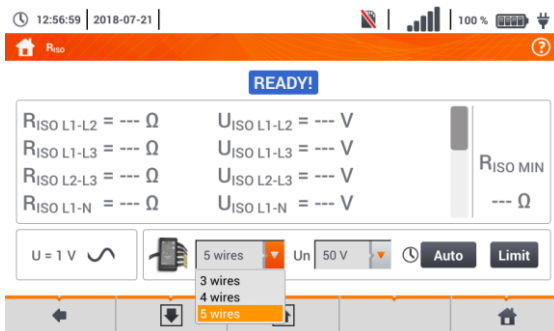 12:56:59 2018-07-21 100 %
RISO ?
READY!
RISO L1-L2 = --- Ω UISO L1-L2 = --- V
RISO L1-L3 = --- Ω UISO L1-L3 = --- V
RISO L2-L3 = --- Ω UISO L2-L3 = --- V
RISO L1-N = --- Ω UISO L1-N = --- V
RISO MIN
--- Ω
U = 1 V 5 wires Un 50 V Auto Limit
3 wires
4 wires
5 wires